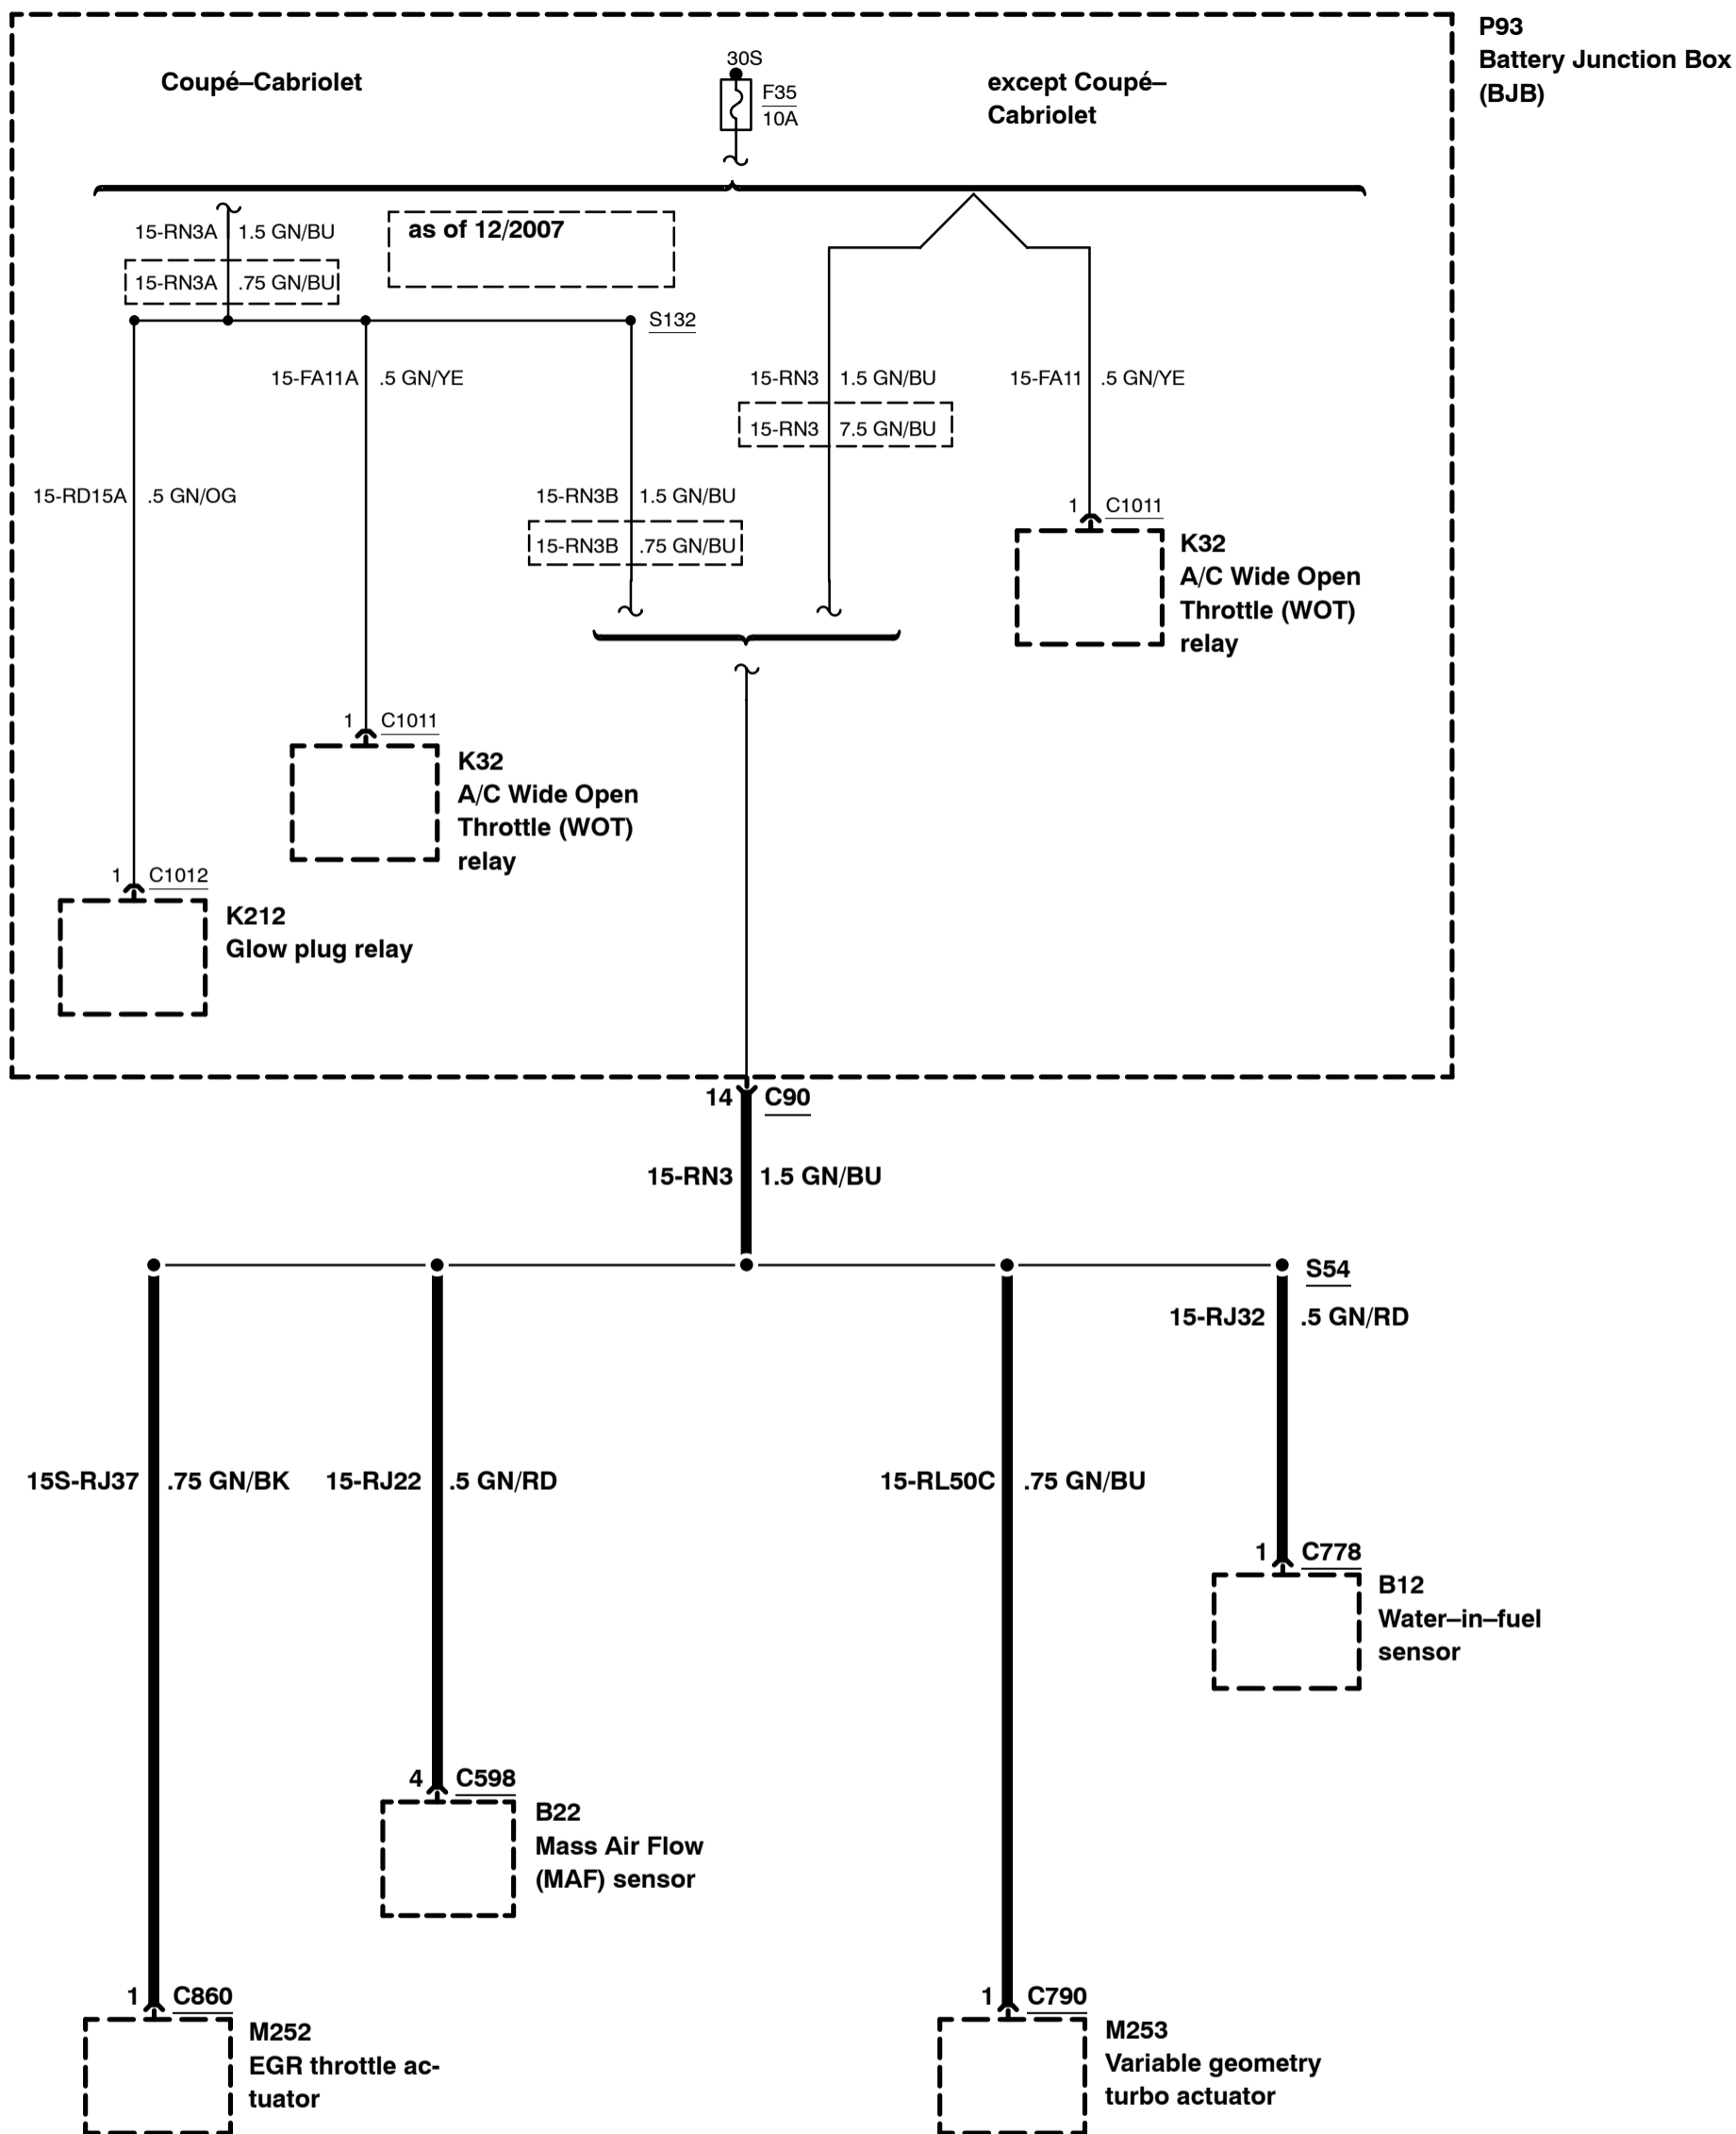 P93
Battery Junction Box
(BJB)
Coupé–Cabriolet
30S
F35
10A
except Coupé–
Cabriolet
15-RN3A 1.5 GN/BU
as of 12/2007
15-RN3A .75 GN/BU
S132
15-FA11A .5 GN/YE
15-RN3 1.5 GN/BU
15-FA11 .5 GN/YE
15-RN3 7.5 GN/BU
15-RD15A .5 GN/OG
15-RN3B 1.5 GN/BU
15-RN3B .75 GN/BU
1 C1011
K32
A/C Wide Open
Throttle (WOT)
relay
1 C1011
K32
A/C Wide Open
Throttle (WOT)
relay
1 C1012
K212
Glow plug relay
14 C90
15-RN3 1.5 GN/BU
S54
15-RJ32 .5 GN/RD
15S-RJ37 .75 GN/BK
15-RJ22 .5 GN/RD
15-RL50C .75 GN/BU
1 C778
B12
Water–in–fuel
sensor
4 C598
B22
Mass Air Flow
(MAF) sensor
1 C860
M252
EGR throttle ac-
tuator
1 C790
M253
Variable geometry
turbo actuator